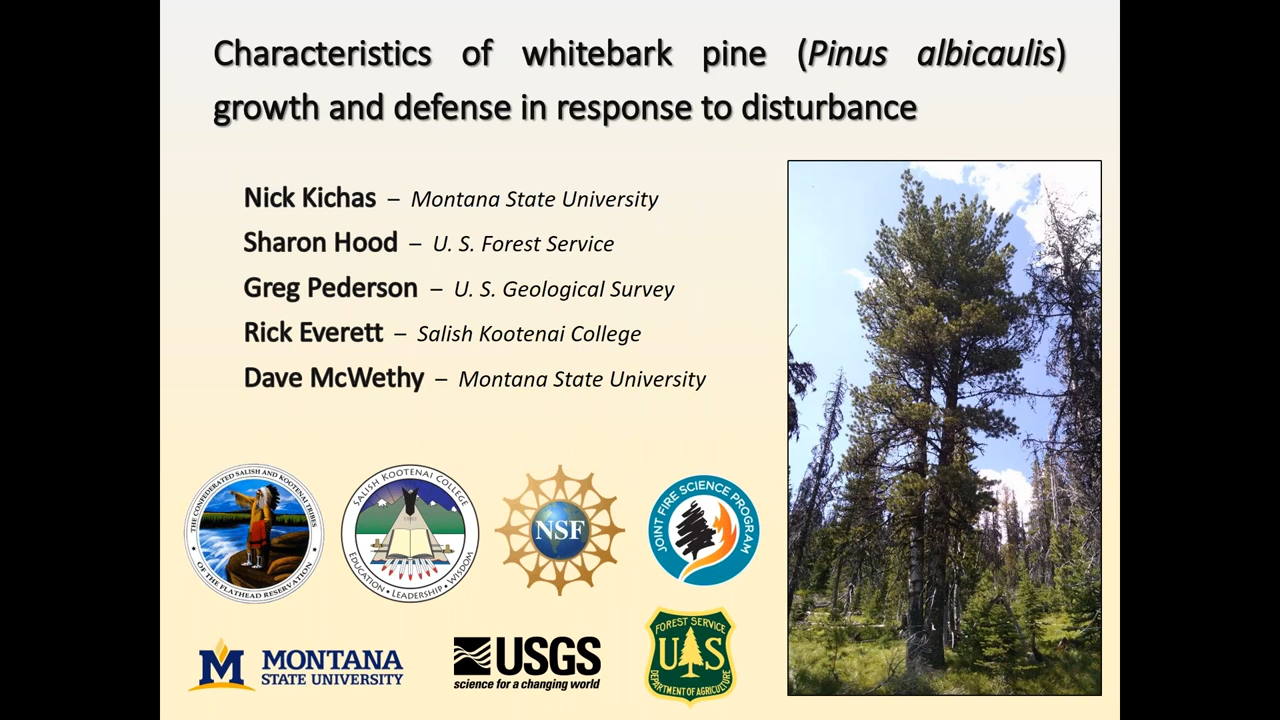 Characteristics of whitebark pine (Pinus albicaulis)
growth and defense in response to disturbance
Nick Kichas – Montana State University
Sharon Hood – U. S. Forest Service
Greg Pederson – U. S. Geological Survey
Rick Everett – Salish Kootenai College
Dave McWethy – Montana State University
THE CONFEDERATED SALISH AND KOOTENAI TRIBES
OF THE FLATHEAD RESERVATION
SALISH KOOTENAI COLLEGE
EDUCATION • LEADERSHIP • WISDOM
NSF
JOINT FIRE SCIENCE PROGRAM
M MONTANA
STATE UNIVERSITY
USGS
science for a changing world
FOREST SERVICE
U S
DEPARTMENT OF AGRICULTURE